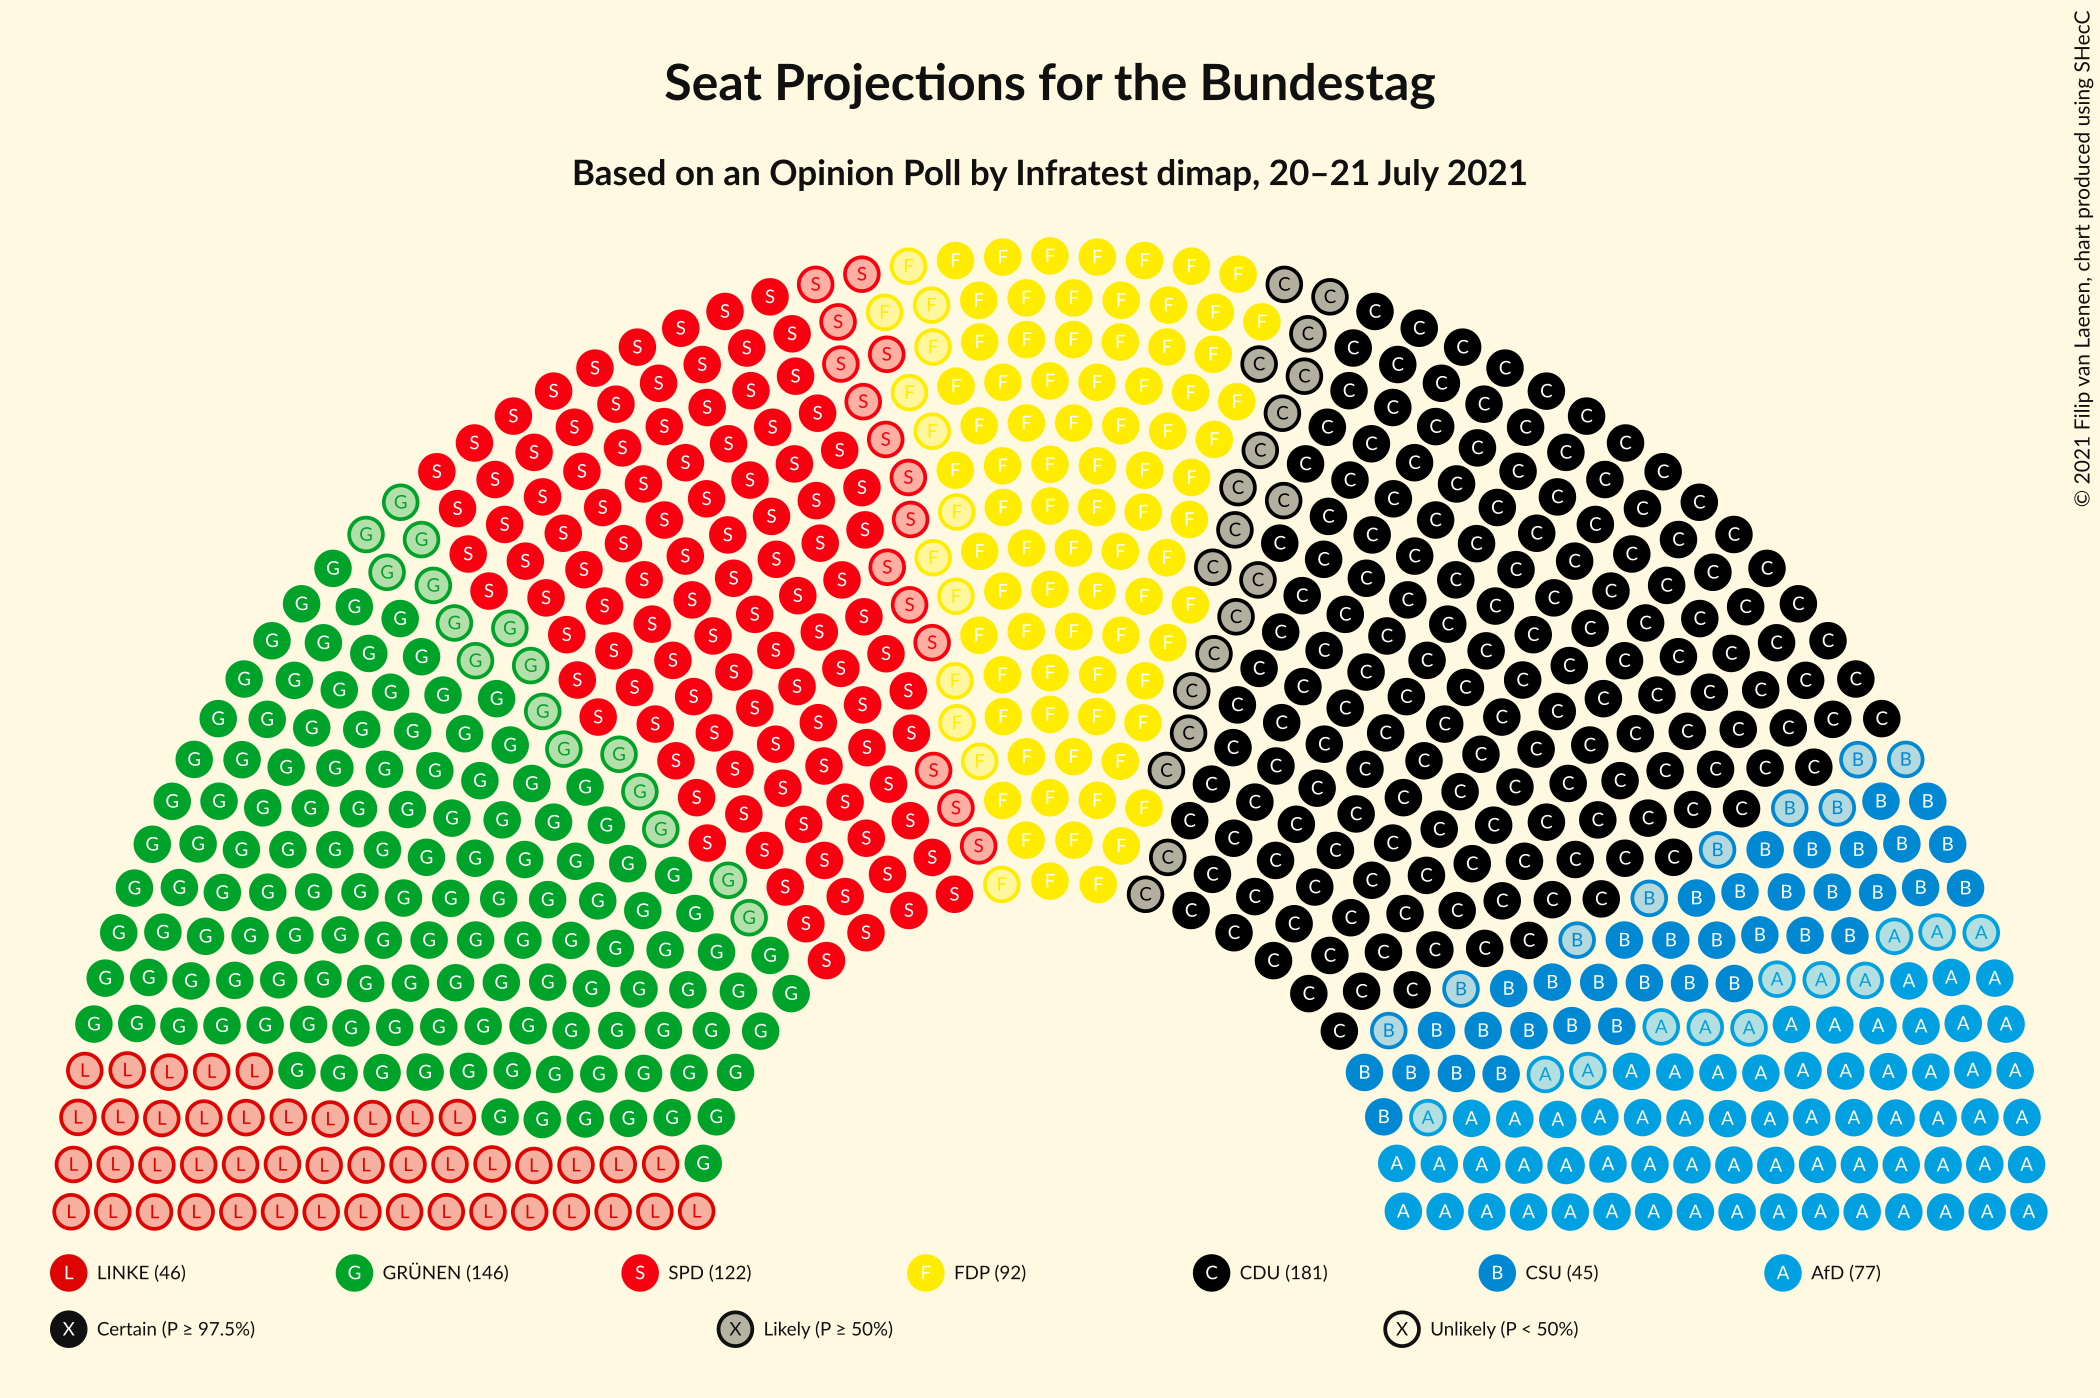 Seat Projections for the Bundestag
Based on an Opinion Poll by Infratest dimap, 20–21 July 2021
© 2021 Filip van Laenen, chart produced using SHecC
L LINKE (46)
G GRÜNEN (146)
S SPD (122)
F FDP (92)
C CDU (181)
B CSU (45)
A AfD (77)
X Certain (P ≥ 97.5%)
X Likely (P ≥ 50%)
X Unlikely (P < 50%)